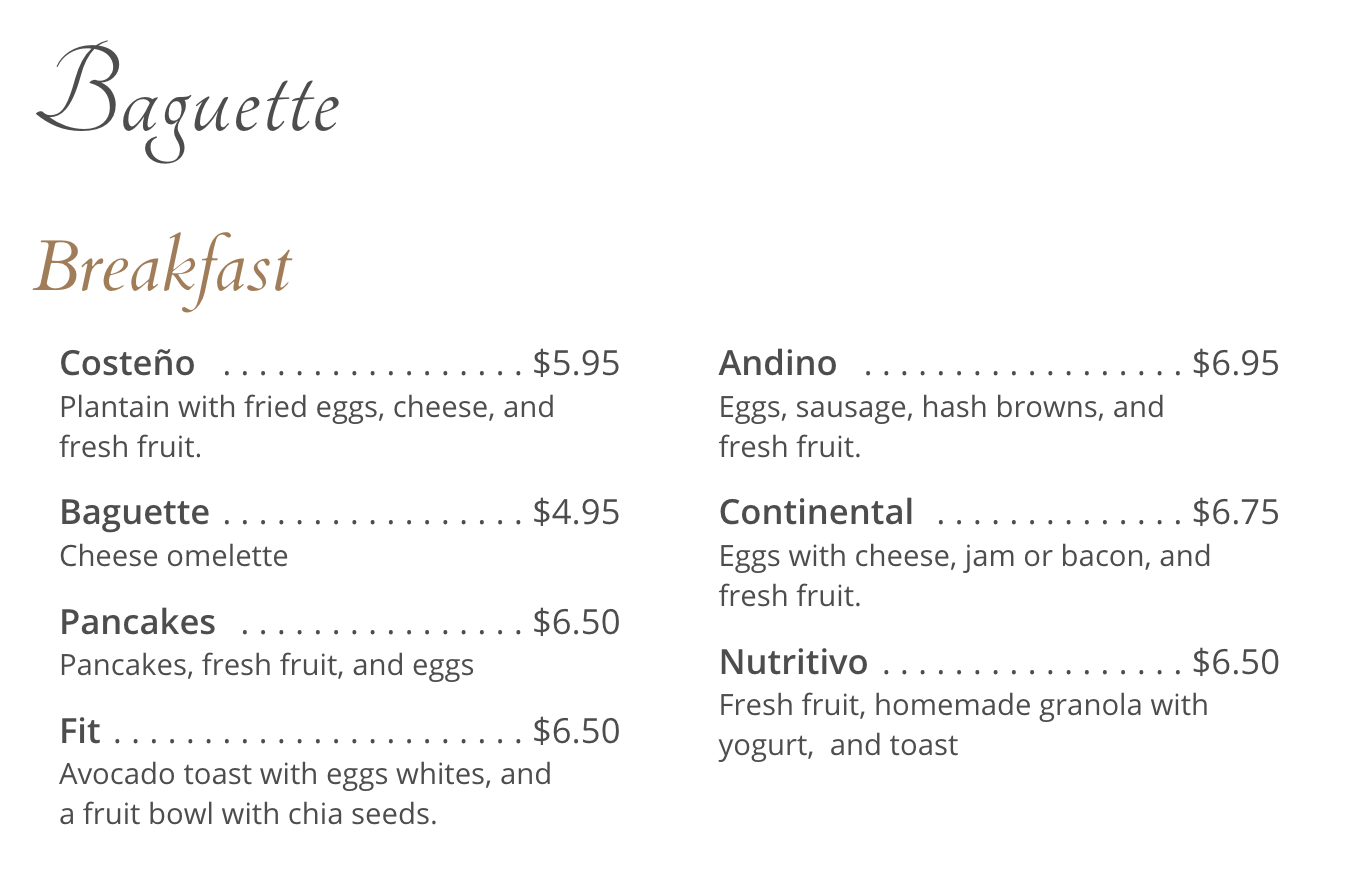 Baguette
Breakfast
Costeño . . . . . . . . . . . . . . . . . $5.95
Plantain with fried eggs, cheese, and
fresh fruit.
Baguette . . . . . . . . . . . . . . . . . $4.95
Cheese omelette
Pancakes . . . . . . . . . . . . . . . . $6.50
Pancakes, fresh fruit, and eggs
Fit . . . . . . . . . . . . . . . . . . . . . . . $6.50
Avocado toast with eggs whites, and
a fruit bowl with chia seeds.
Andino . . . . . . . . . . . . . . . . . . $6.95
Eggs, sausage, hash browns, and
fresh fruit.
Continental . . . . . . . . . . . . . . $6.75
Eggs with cheese, jam or bacon, and
fresh fruit.
Nutritivo . . . . . . . . . . . . . . . . . $6.50
Fresh fruit, homemade granola with
yogurt,  and toast